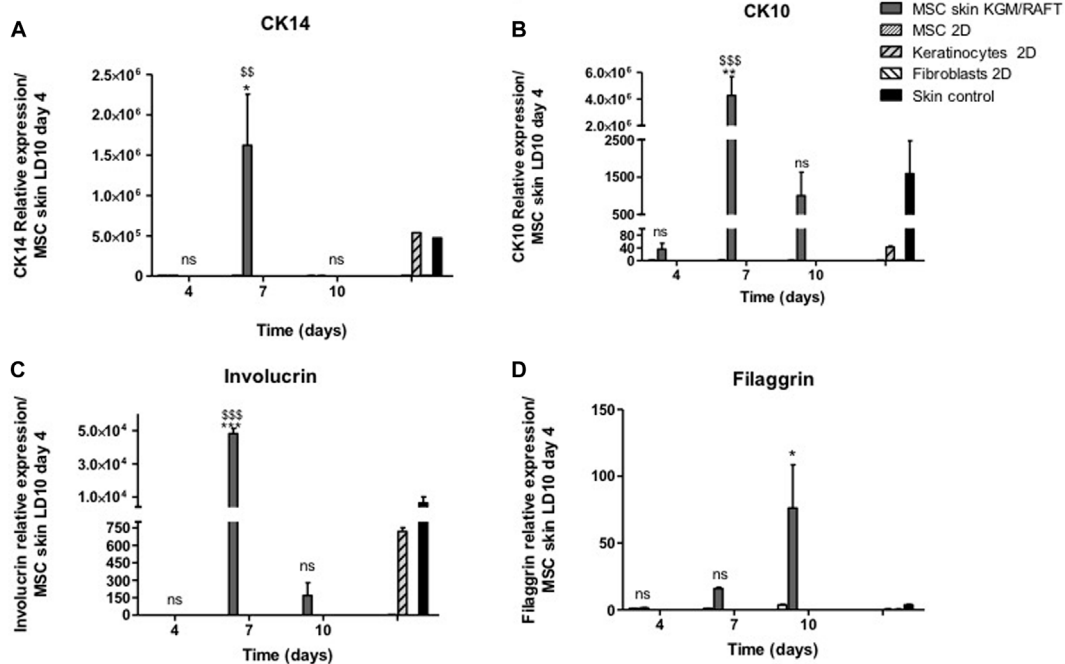 A
CK14
CK14 Relative expression/
MSC skin LD10 day 4
2.5×10⁶
2.0×10⁶
1.5×10⁶
1.0×10⁶
5.0×10⁵
0
ns
$$
*
ns
4
7
10
Time (days)
B
CK10
CK10 Relative expression/
MSC skin LD10 day 4
6.0×10⁶
4.0×10⁶
2.0×10⁶
2500
1500
500
80
40
0
ns
$$$
**
ns
4
7
10
Time (days)
MSC skin KGM/RAFT
MSC 2D
Keratinocytes 2D
Fibroblasts 2D
Skin control
C
Involucrin
Involucrin relative expression/
MSC skin LD10 day 4
5.0×10⁴
3.0×10⁴
1.0×10⁴
750
600
450
300
150
0
ns
$$$
***
ns
4
7
10
Time (days)
D
Filaggrin
Filaggrin relative expression/
MSC skin LD10 day 4
150
100
50
0
ns
ns
*
4
7
10
Time (days)